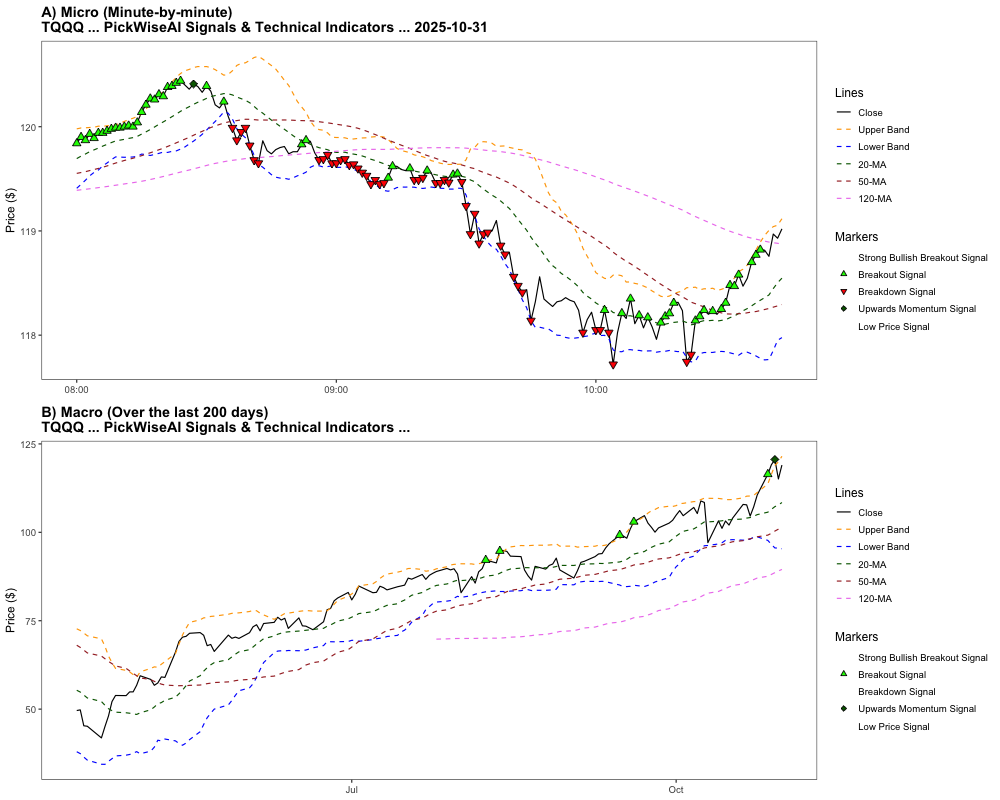 A) Micro (Minute-by-minute)
TQQQ ... PickWiseAI Signals & Technical Indicators ... 2025-10-31
Price ($)
120
119
118
08:00
09:00
10:00
Lines
Close
Upper Band
Lower Band
20-MA
50-MA
120-MA
Markers
Strong Bullish Breakout Signal
Breakout Signal
Breakdown Signal
Upwards Momentum Signal
Low Price Signal
B) Macro (Over the last 200 days)
TQQQ ... PickWiseAI Signals & Technical Indicators ...
Price ($)
125
100
75
50
Jul
Oct
Lines
Close
Upper Band
Lower Band
20-MA
50-MA
120-MA
Markers
Strong Bullish Breakout Signal
Breakout Signal
Breakdown Signal
Upwards Momentum Signal
Low Price Signal